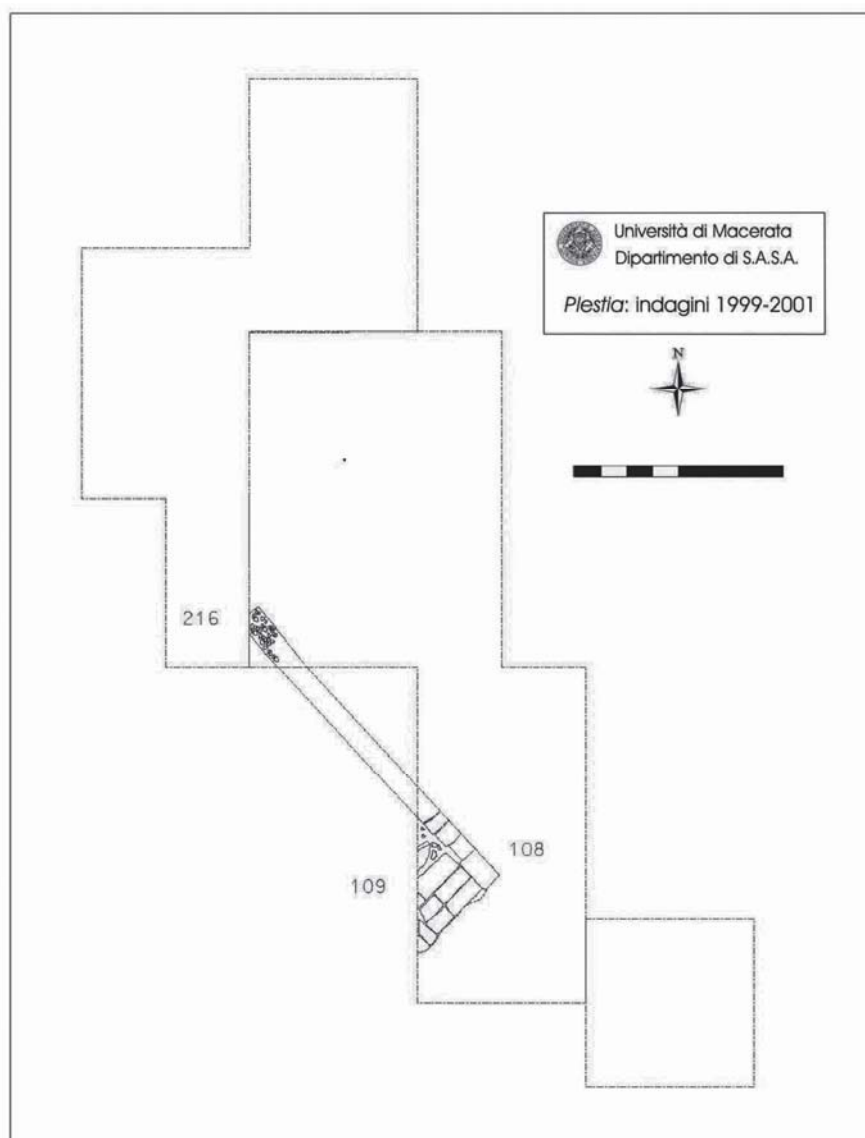 Università di Macerata
Dipartimento di S.A.S.A.
Plestia: indagini 1999-2001
N
216
108
109